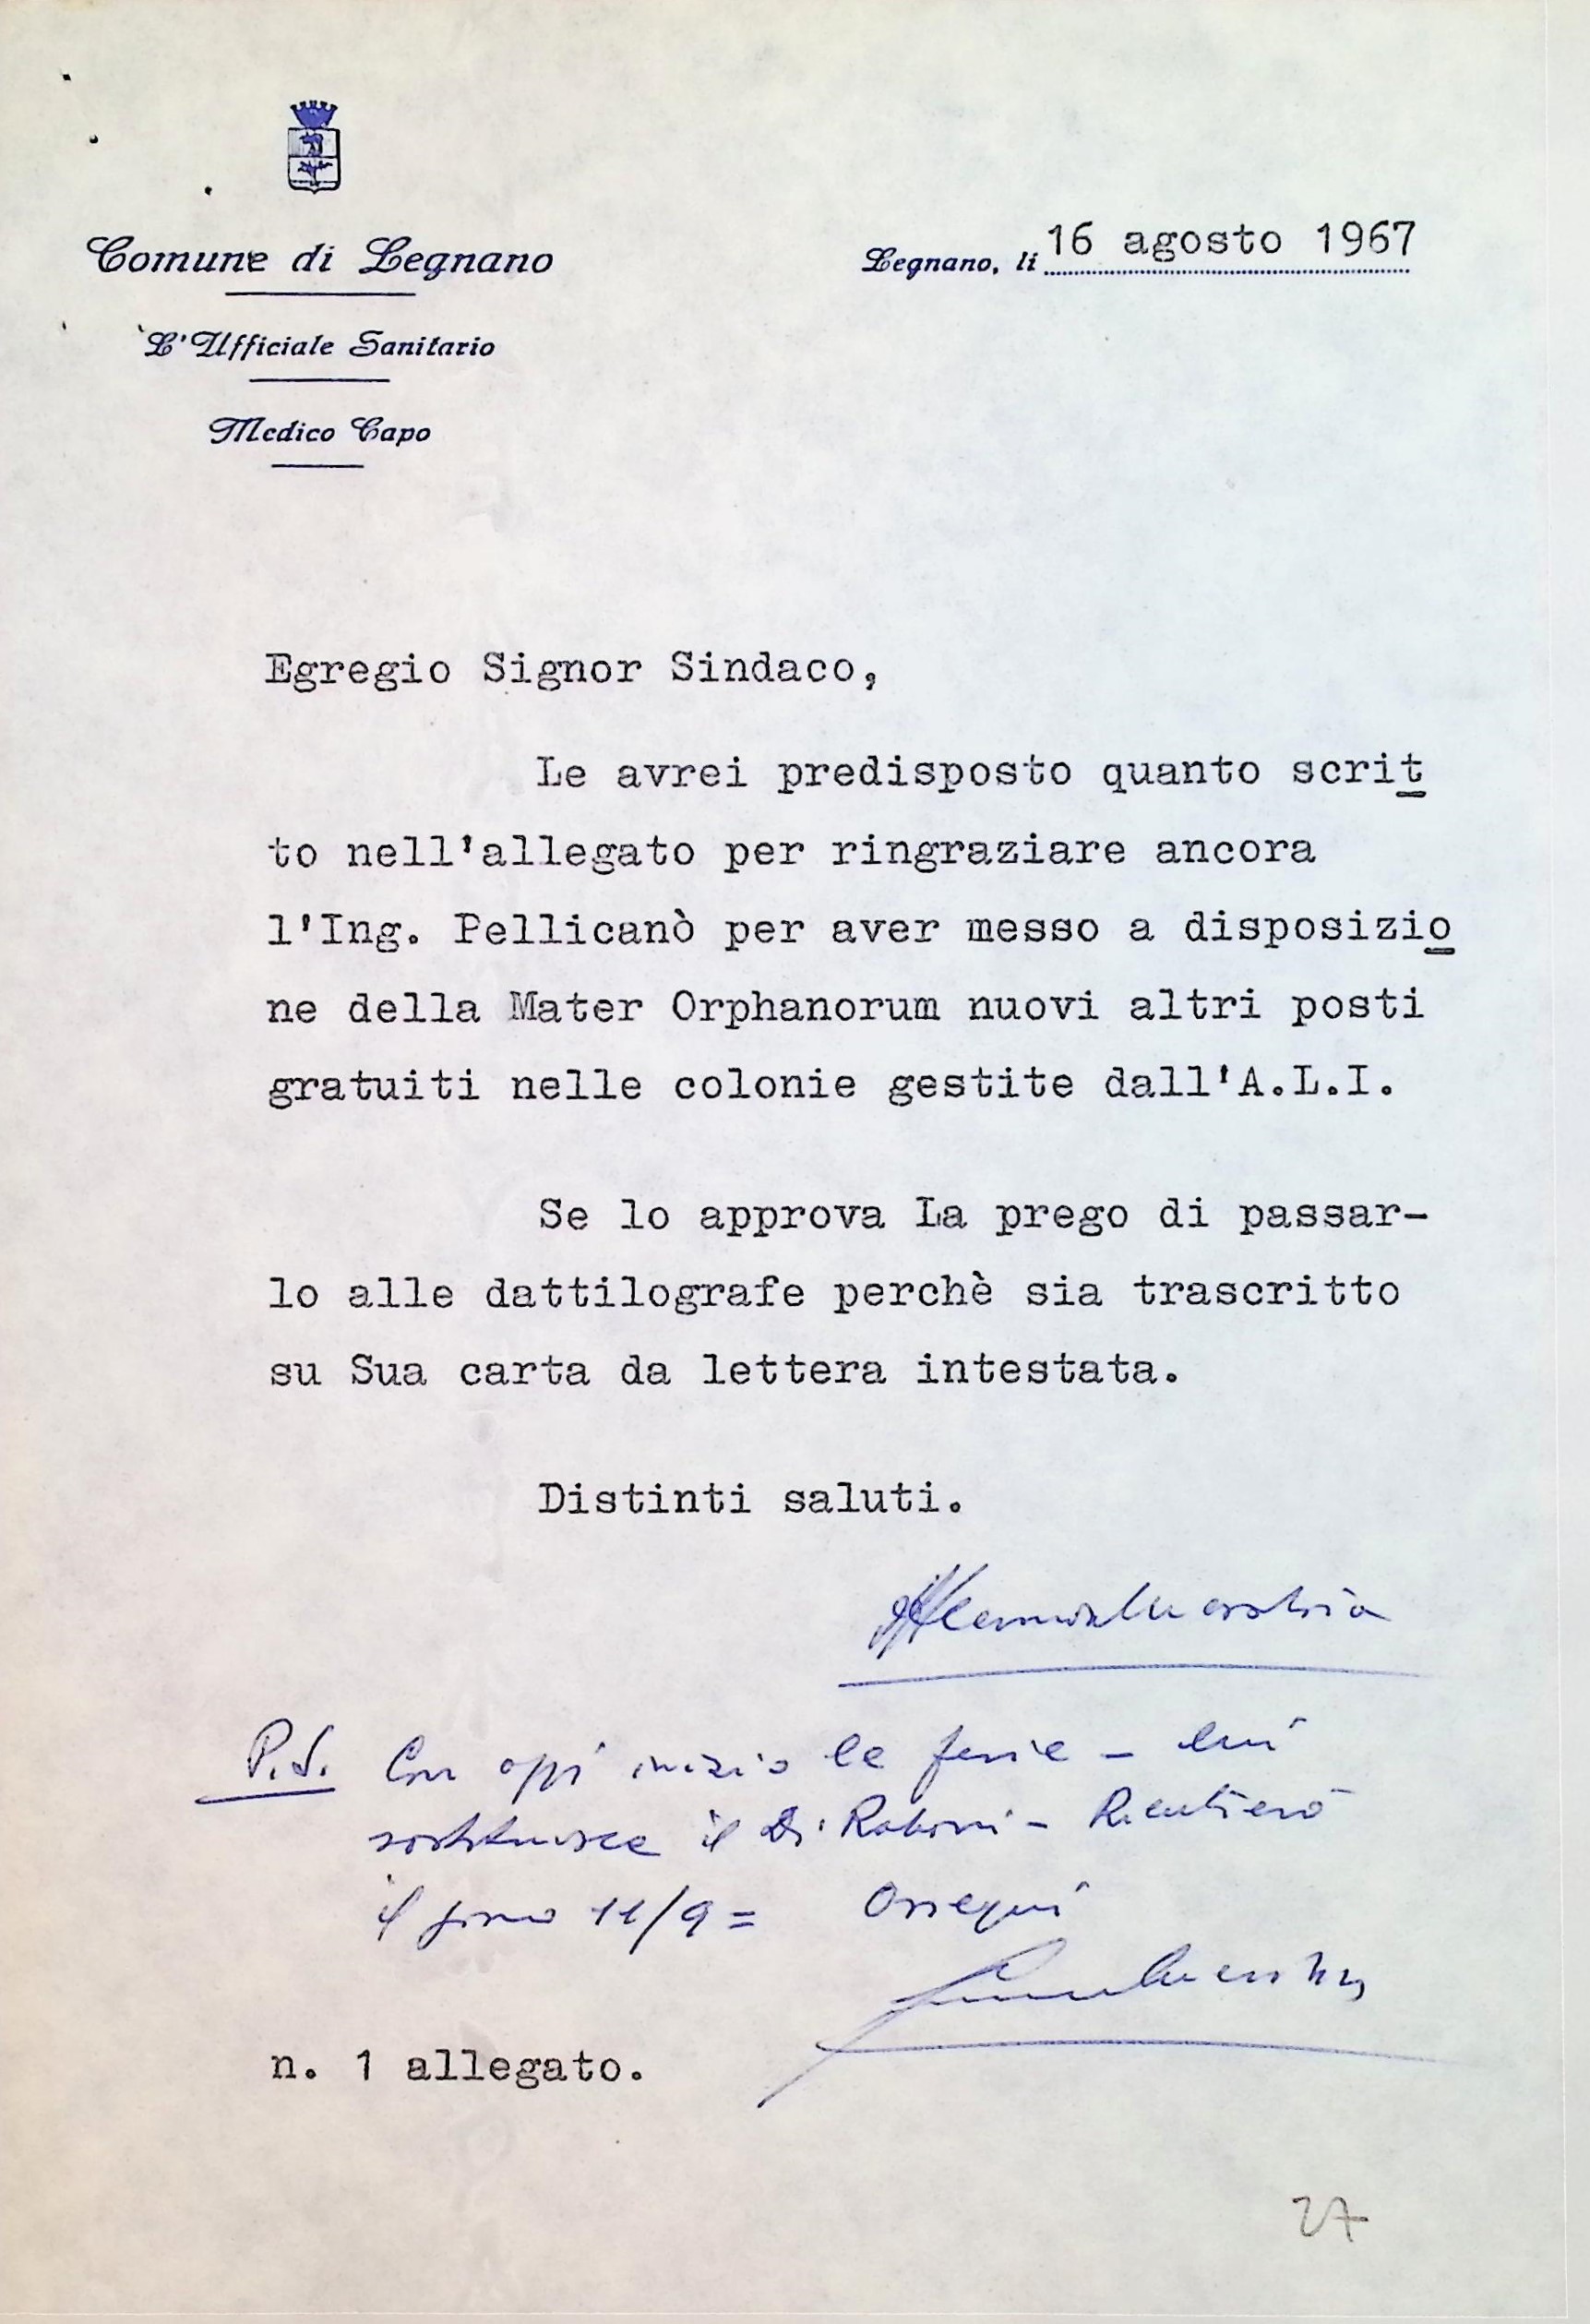 Comune di Legnano
L'Ufficiale Sanitario
Medico Capo
Legnano, li 16 agosto 1967
Egregio Signor Sindaco,
Le avrei predisposto quanto scrit
to nell'allegato per ringraziare ancora
l'Ing. Pellicanò per aver messo a disposizio
ne della Mater Orphanorum nuovi altri posti
gratuiti nelle colonie gestite dall'A.L.I.
Se lo approva La prego di passar-
lo alle dattilografe perchè sia trascritto
su Sua carta da lettera intestata.
Distinti saluti.
P.S. Con oggi inizio le ferie -
sostituisce il Dr. - Rientrerò
il giorno 11/9 = Ossequi
n. 1 allegato.
27